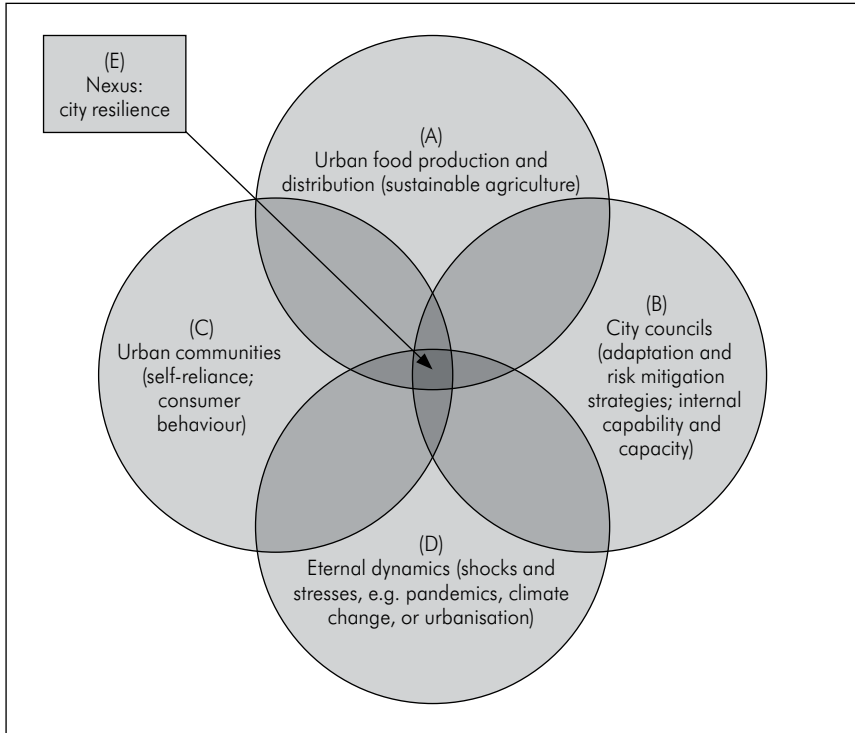 (E)
Nexus:
city resilience
(A)
Urban food production and
distribution (sustainable agriculture)
(B)
City councils
(adaptation and
risk mitigation
strategies; internal
capability and
capacity)
(C)
Urban communities
(self-reliance;
consumer
behaviour)
(D)
Eternal dynamics (shocks and
stresses, e.g. pandemics, climate
change, or urbanisation)